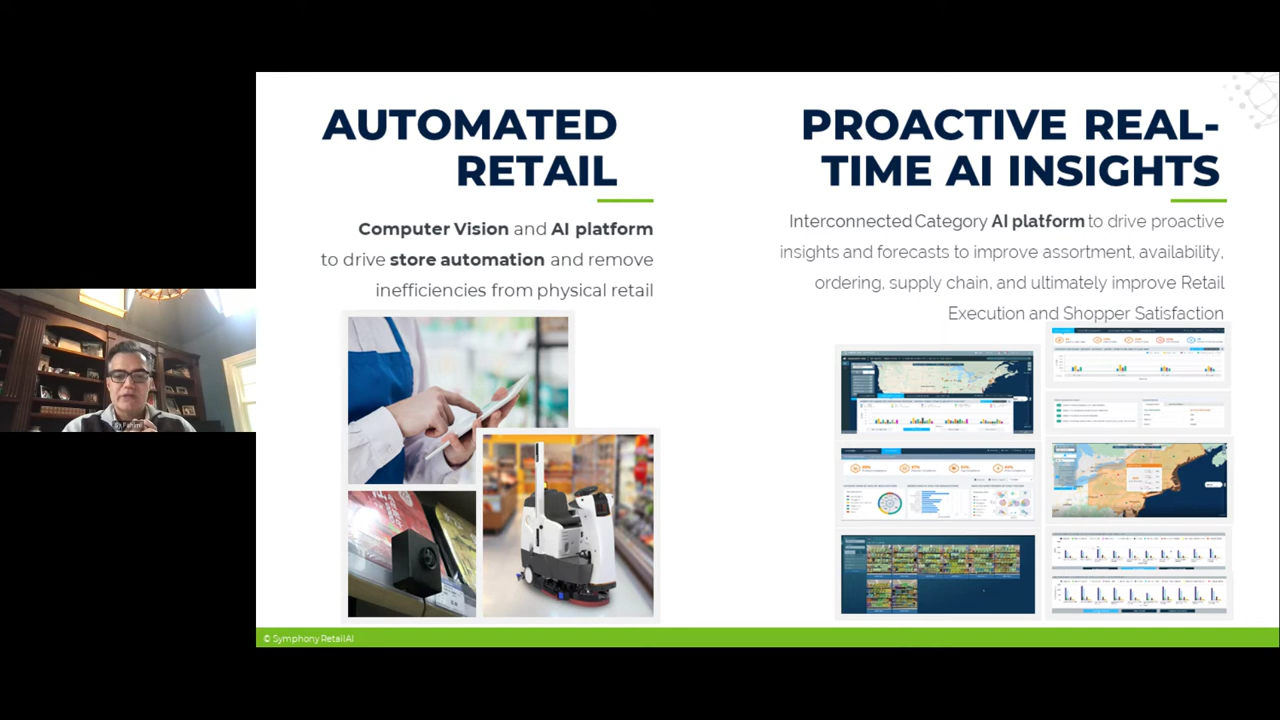 AUTOMATED
RETAIL
Computer Vision and AI platform
to drive store automation and remove
inefficiencies from physical retail
PROACTIVE REAL-
TIME AI INSIGHTS
Interconnected Category AI platform to drive proactive
insights and forecasts to improve assortment, availability,
ordering, supply chain, and ultimately improve Retail
Execution and Shopper Satisfaction
Sy Fahimi
© Symphony RetailAI